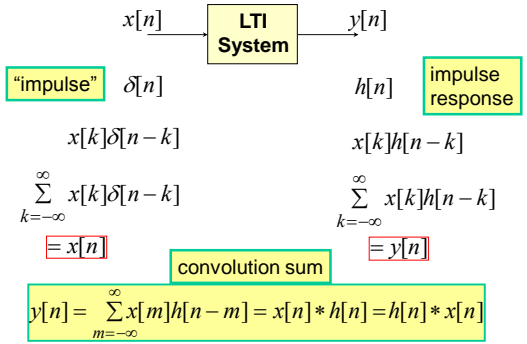 x[n] LTI System y[n]
“impulse” δ[n] h[n] impulse response
x[k]δ[n−k] x[k]h[n−k]
∞∑k=−∞ x[k]δ[n−k] ∞∑k=−∞ x[k]h[n−k]
= x[n] = y[n]
convolution sum
y[n] = ∞∑m=−∞ x[m]h[n−m] = x[n]∗h[n] = h[n]∗x[n]